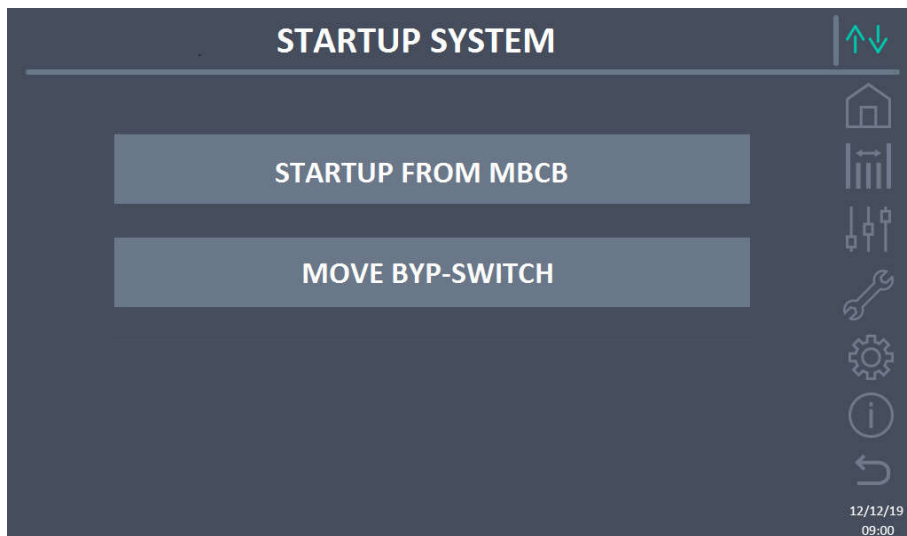 STARTUP SYSTEM
STARTUP FROM MBCB
MOVE BYP-SWITCH
12/12/19
09:00